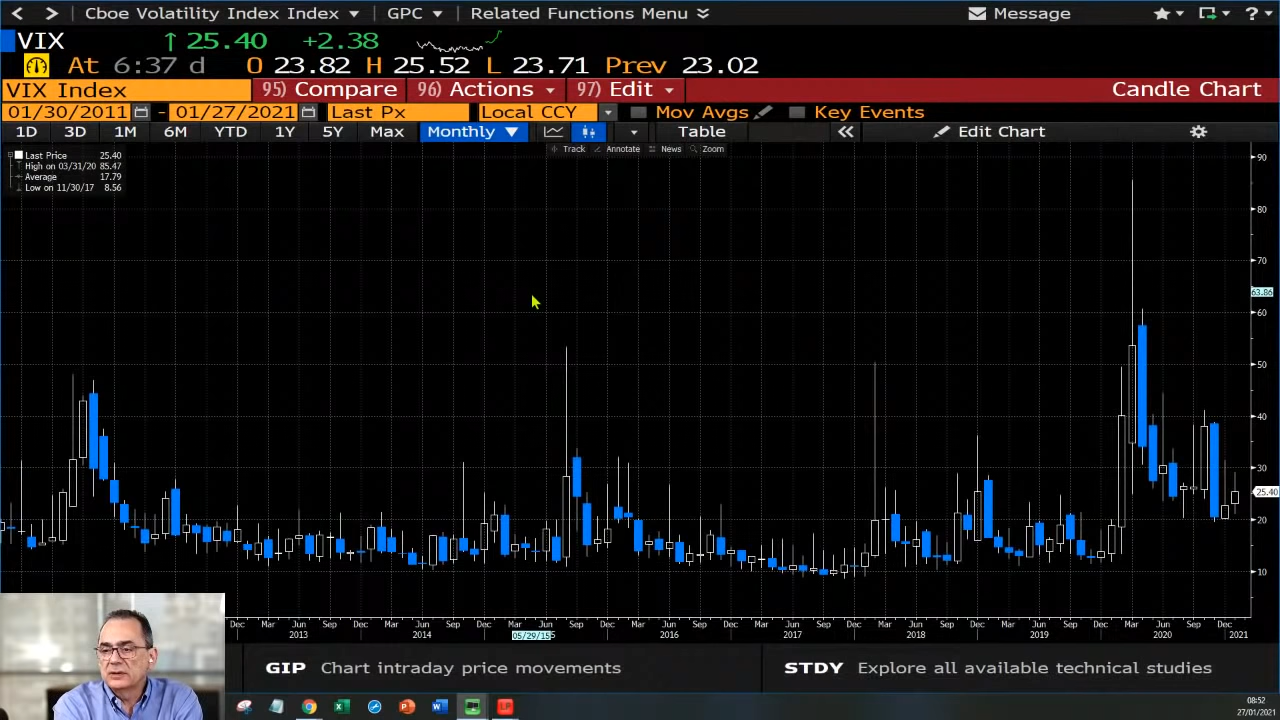 Cboe Volatility Index Index GPC Related Functions Menu Message ?
VIX ↑ 25.40 +2.38
At 6:37 d O 23.82 H 25.52 L 23.71 Prev 23.02
VIX Index 95) Compare 96) Actions 97) Edit Candle Chart
01/30/2011 - 01/27/2021 Last Px Local CCY Mov Avgs Key Events
1D 3D 1M 6M YTD 1Y 5Y Max Monthly ▼ Table « Edit Chart
Track Annotate News Zoom
Last Price 25.40
High on 03/31/20 85.47
Average 17.79
Low on 11/30/17 8.56
90
80
70
63.86
60
50
40
30
25.40
20
10
Dec Mar Jun Sep Dec Mar Jun Sep Dec Mar Jun Sep Dec Mar Jun Sep Dec Mar Jun Sep Dec Mar Jun Sep Dec Mar Jun Sep Dec Mar Jun Sep Dec
2013 2014 05/29/15 5 2016 2017 2018 2019 2020 2021
GIP Chart intraday price movements STDY Explore all available technical studies
08:52
27/01/2021